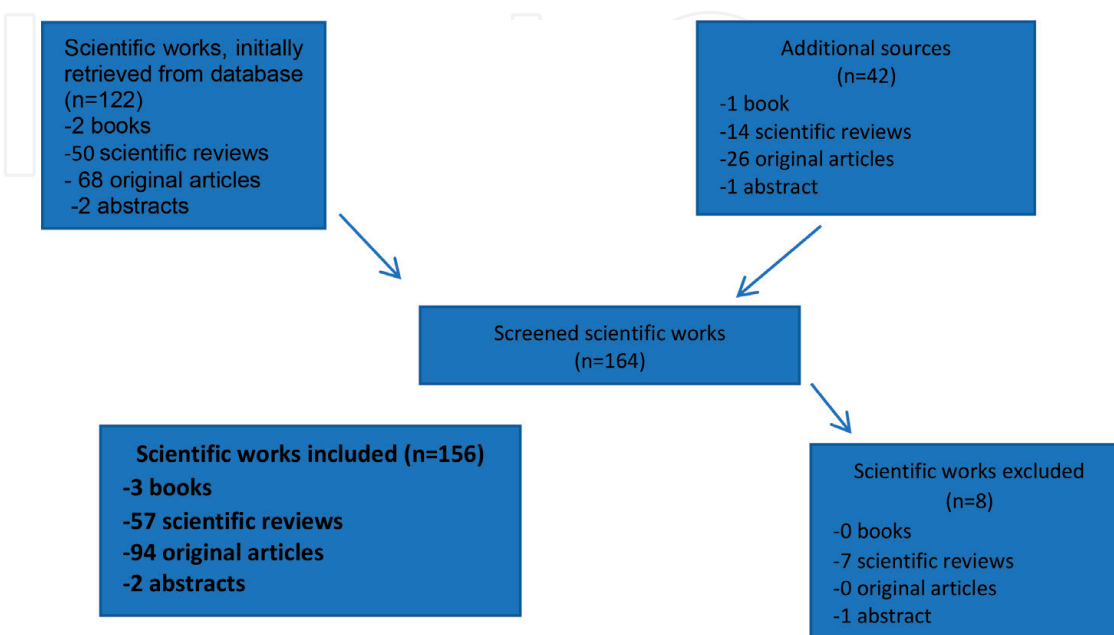 Scientific works, initially
retrieved from database
(n=122)
-2 books
-50 scientific reviews
- 68 original articles
-2 abstracts
Additional sources
(n=42)
-1 book
-14 scientific reviews
-26 original articles
-1 abstract
Screened scientific works
(n=164)
Scientific works included (n=156)
-3 books
-57 scientific reviews
-94 original articles
-2 abstracts
Scientific works excluded
(n=8)
-0 books
-7 scientific reviews
-0 original articles
-1 abstract